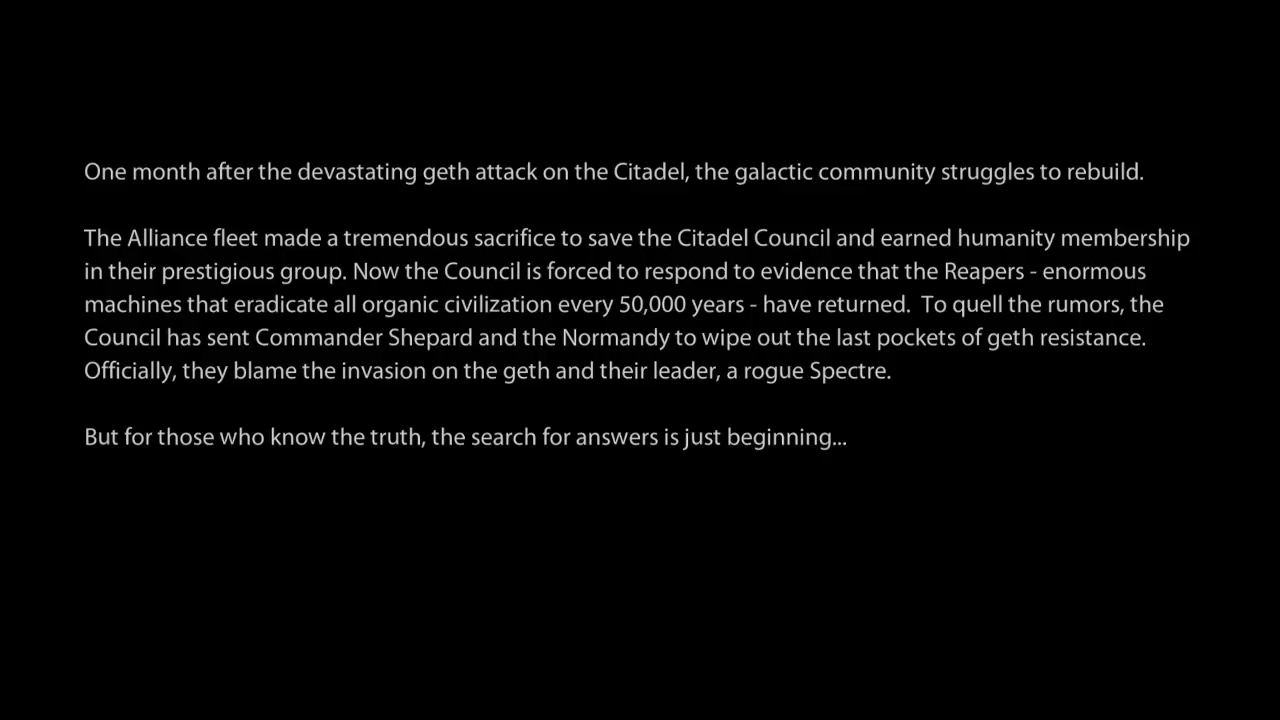 One month after the devastating geth attack on the Citadel, the galactic community struggles to rebuild.
The Alliance fleet made a tremendous sacrifice to save the Citadel Council and earned humanity membership
in their prestigious group. Now the Council is forced to respond to evidence that the Reapers - enormous
machines that eradicate all organic civilization every 50,000 years - have returned.  To quell the rumors, the
Council has sent Commander Shepard and the Normandy to wipe out the last pockets of geth resistance.
Officially, they blame the invasion on the geth and their leader, a rogue Spectre.
But for those who know the truth, the search for answers is just beginning...